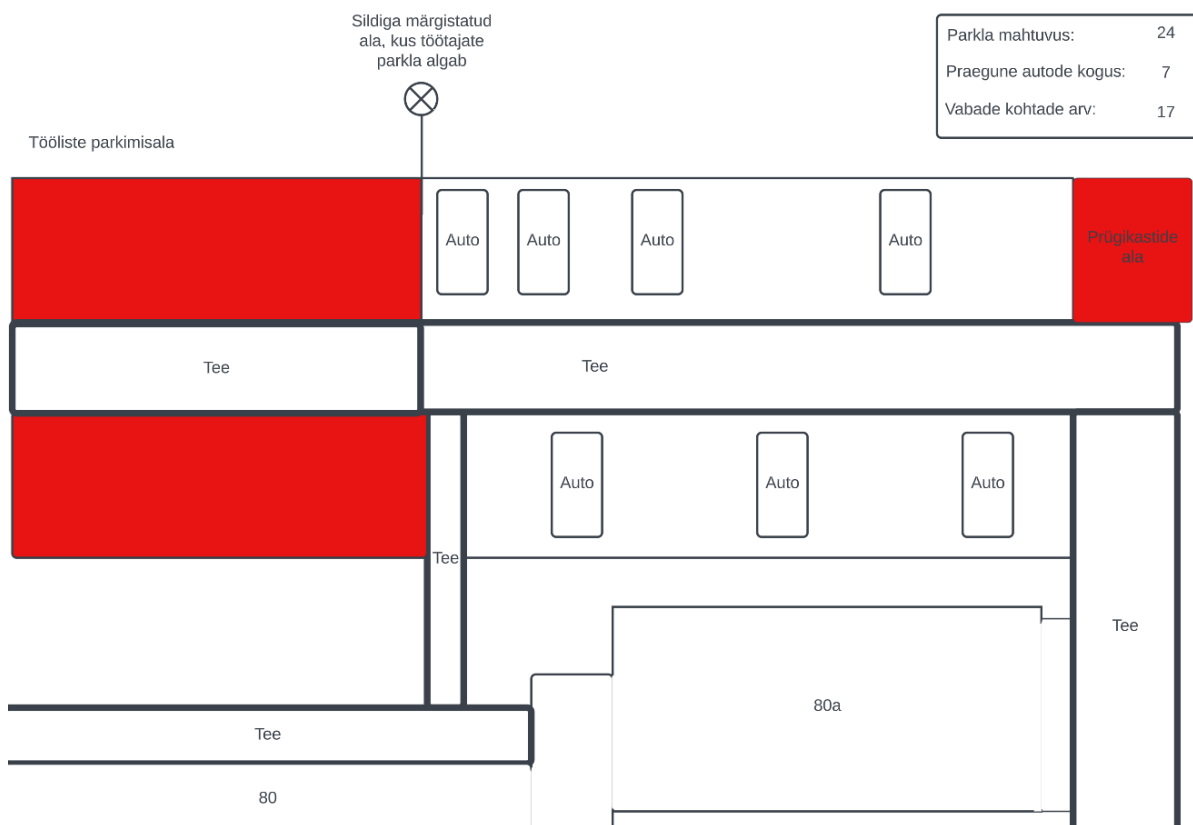 Sildiga märgistatud
ala, kus töötajate
parkla algab
Parkla mahtuvus: 24
Praegune autode kogus: 7
Vabade kohtade arv: 17
Tööliste parkimisala
Auto Auto Auto Auto
Prügikastide
ala
Tee Tee
Auto Auto Auto
Tee
Tee
80a
Tee
80